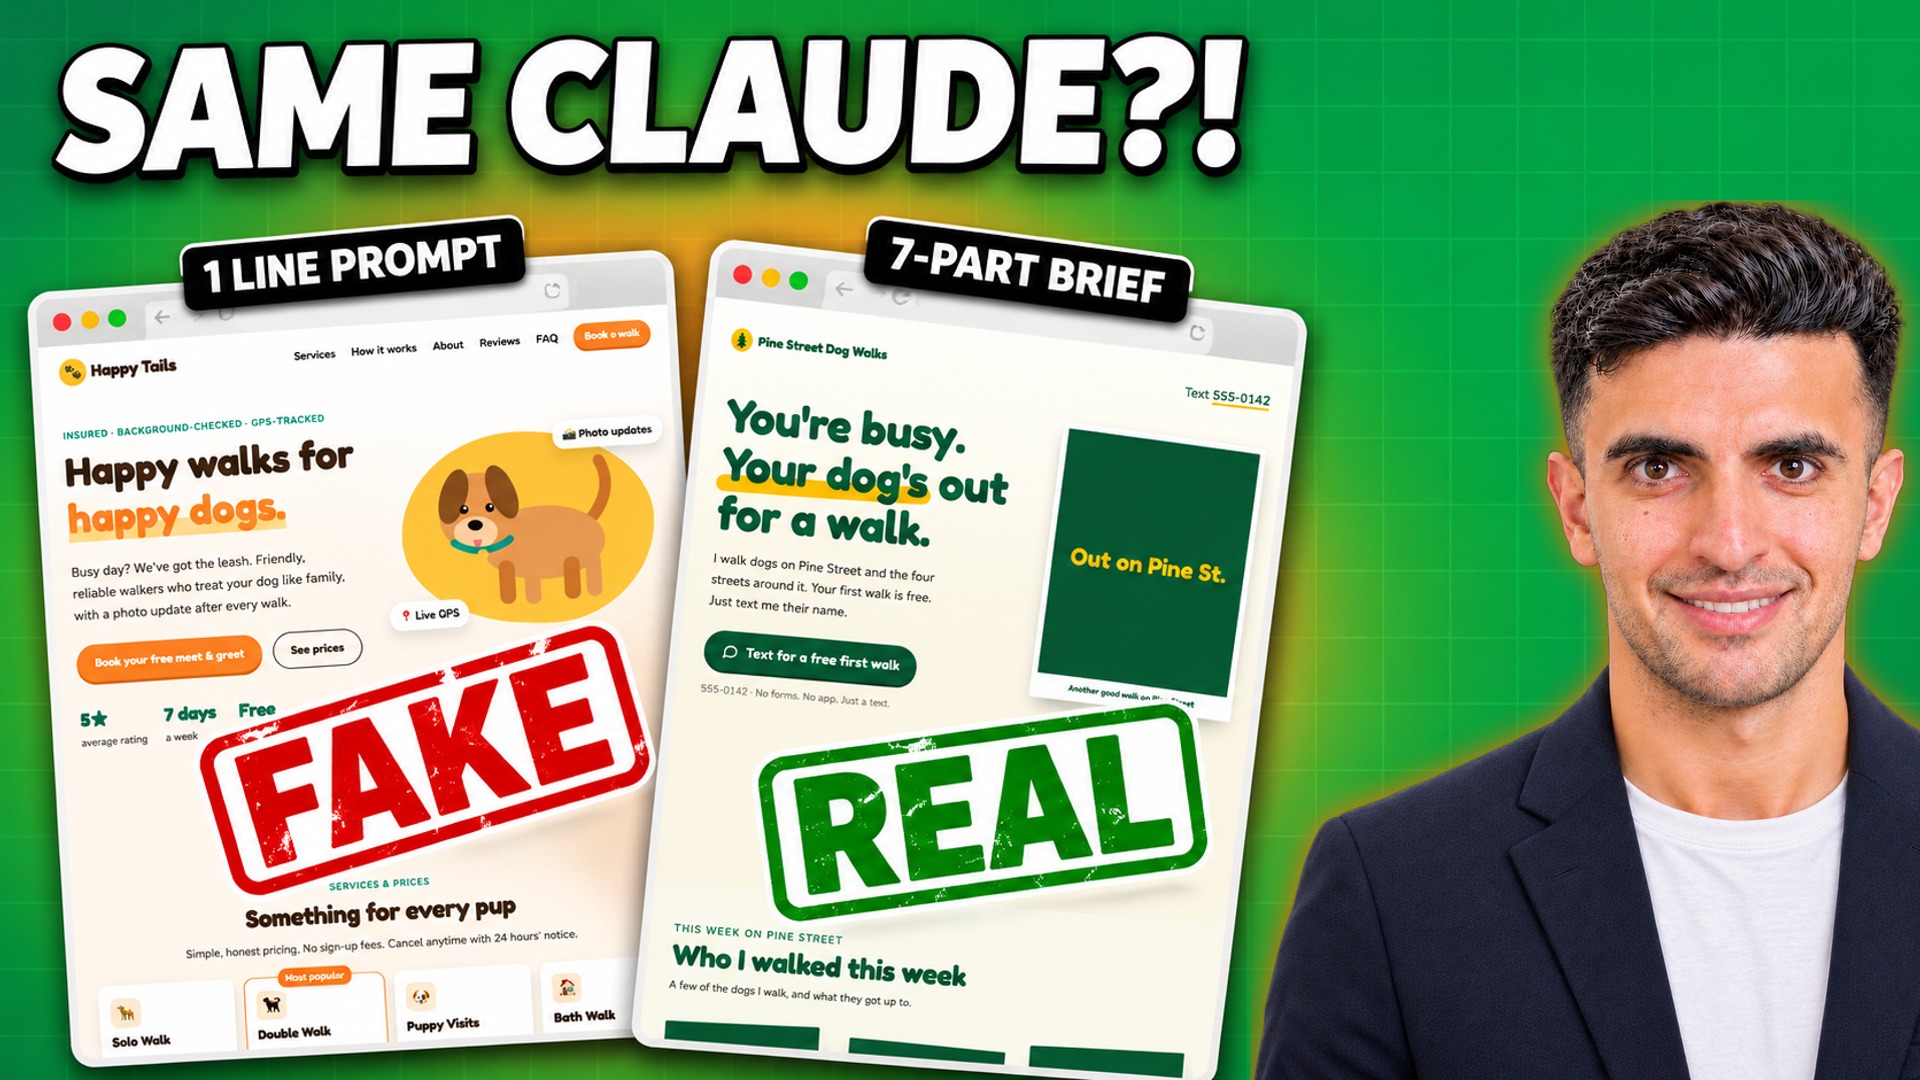 SAME CLAUDE?!
1 LINE PROMPT
Happy Tails
Services How it works About Reviews FAQ Book a walk
INSURED · BACKGROUND-CHECKED · GPS-TRACKED
Happy walks for
happy dogs.
Photo updates
Live GPS
Busy day? We've got the leash. Friendly,
reliable walkers who treat your dog like family,
with a photo update after every walk.
Book your free meet & greet
See prices
5★ 7 days Free
average rating a week
FAKE
SERVICES & PRICES
Something for every pup
Simple, honest pricing. No sign-up fees. Cancel anytime with 24 hours' notice.
Most popular
Solo Walk
Double Walk
Puppy Visits
Bath Walk
7-PART BRIEF
Pine Street Dog Walks
Text 555-0142
You're busy.
Your dog's out
for a walk.
I walk dogs on Pine Street and the four
streets around it. Your first walk is free.
Just text me their name.
Text for a free first walk
555-0142 · No forms. No app. Just a text.
Out on Pine St.
Another good walk on Pine Street
REAL
THIS WEEK ON PINE STREET
Who I walked this week
A few of the dogs I walk, and what they got up to.